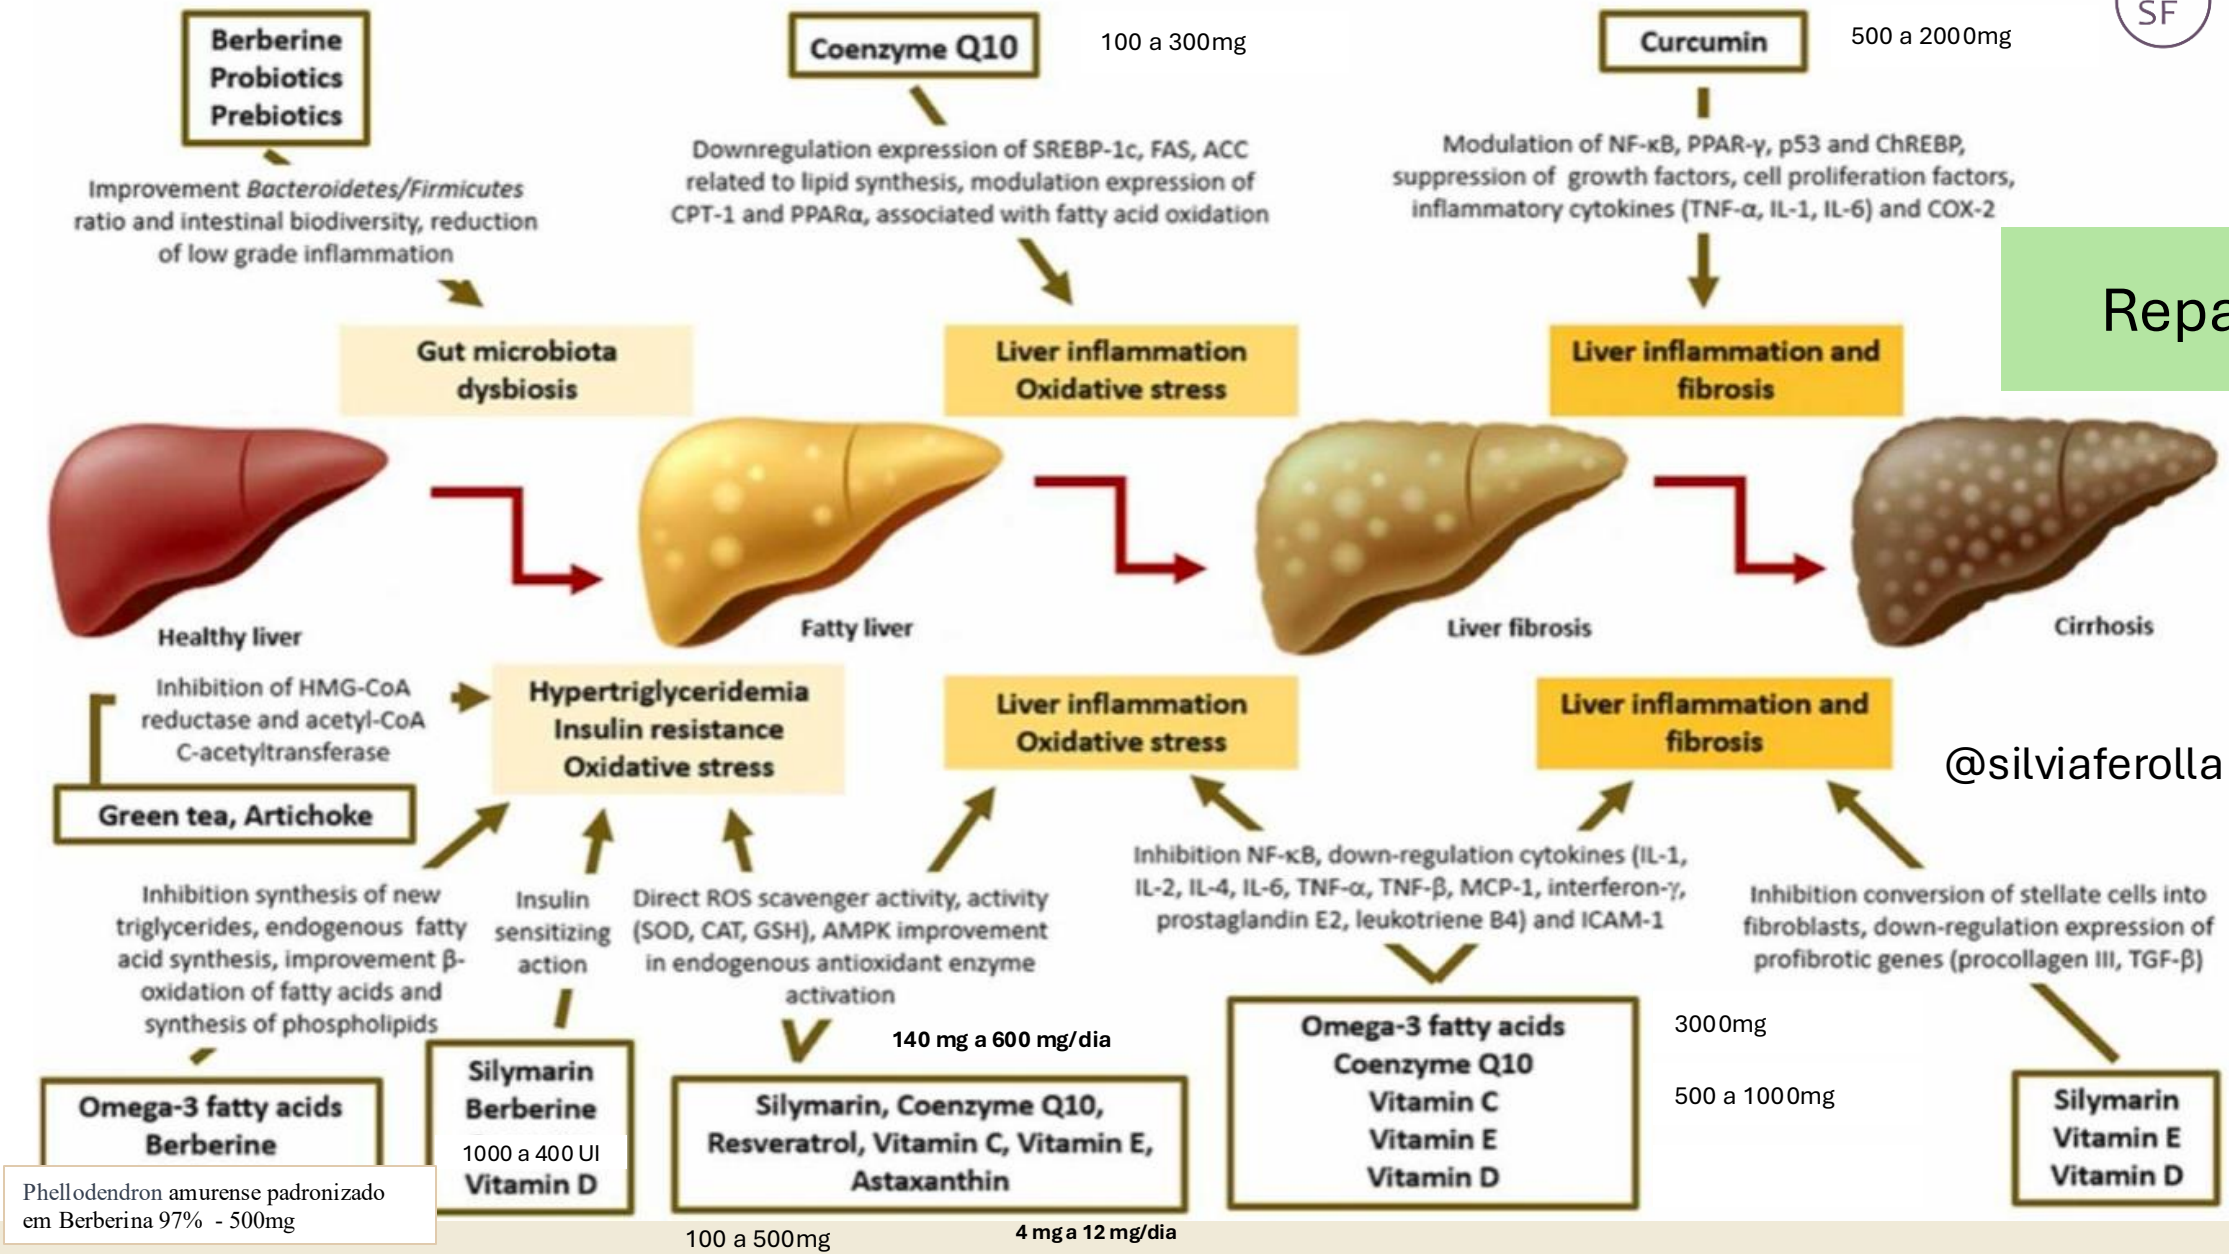 Berberine
Probiotics
Prebiotics
Improvement Bacteroidetes/Firmicutes
ratio and intestinal biodiversity, reduction
of low grade inflammation
Coenzyme Q10
100 a 300mg
Downregulation expression of SREBP-1c, FAS, ACC
related to lipid synthesis, modulation expression of
CPT-1 and PPARα, associated with fatty acid oxidation
Curcumin
500 a 2000mg
SF
Modulation of NF-κB, PPAR-γ, p53 and ChREBP,
suppression of growth factors, cell proliferation factors,
inflammatory cytokines (TNF-α, IL-1, IL-6) and COX-2
Repa
Gut microbiota
dysbiosis
Liver inflammation
Oxidative stress
Liver inflammation and
fibrosis
Healthy liver
Fatty liver
Liver fibrosis
Cirrhosis
Inhibition of HMG-CoA
reductase and acetyl-CoA
C-acetyltransferase
Green tea, Artichoke
Hypertriglyceridemia
Insulin resistance
Oxidative stress
Liver inflammation
Oxidative stress
Liver inflammation and
fibrosis
@silviaferolla
Inhibition synthesis of new
triglycerides, endogenous fatty
acid synthesis, improvement β-
oxidation of fatty acids and
synthesis of phospholipids
Insulin
sensitizing
action
Direct ROS scavenger activity, activity
(SOD, CAT, GSH), AMPK improvement
in endogenous antioxidant enzyme
activation
Inhibition NF-κB, down-regulation cytokines (IL-1,
IL-2, IL-4, IL-6, TNF-α, TNF-β, MCP-1, interferon-γ,
prostaglandin E2, leukotriene B4) and ICAM-1
Inhibition conversion of stellate cells into
fibroblasts, down-regulation expression of
profibrotic genes (procollagen III, TGF-β)
Omega-3 fatty acids
Berberine
Phellodendron amurense padronizado
em Berberina 97% - 500mg
Silymarin
Berberine
1000 a 400 UI
Vitamin D
140 mg a 600 mg/dia
Silymarin, Coenzyme Q10,
Resveratrol, Vitamin C, Vitamin E,
Astaxanthin
100 a 500mg
4 mg a 12 mg/dia
Omega-3 fatty acids
Coenzyme Q10
Vitamin C
Vitamin E
Vitamin D
3000mg
500 a 1000mg
Silymarin
Vitamin E
Vitamin D